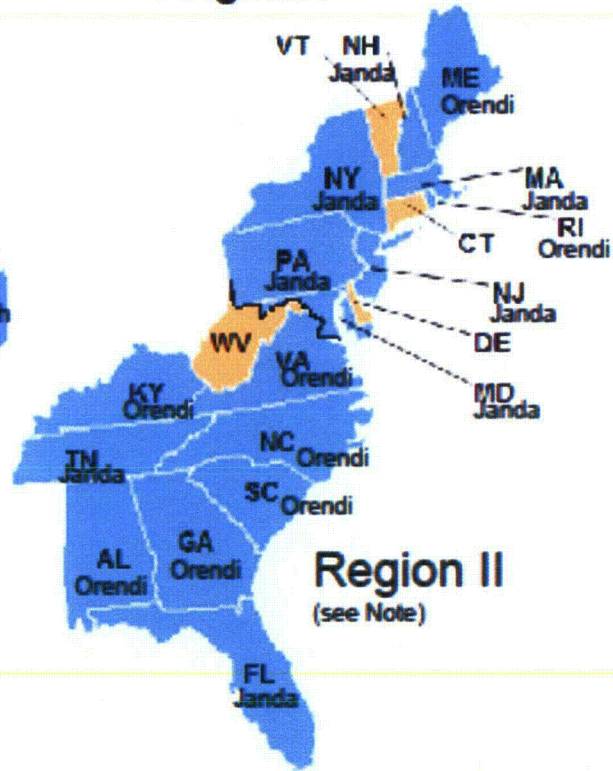 VT NH
Janda
ME
Orendi
NY
Janda
MA
Janda
RI
Orendi
CT
PA
Janda
NJ
Janda
DE
WV
VA
Orendi
MD
Janda
KY
Orendi
NC
Orendi
TN
Janda
SC
Orendi
GA
Orendi
AL
Orendi
Region II
(see Note)
FL
Janda